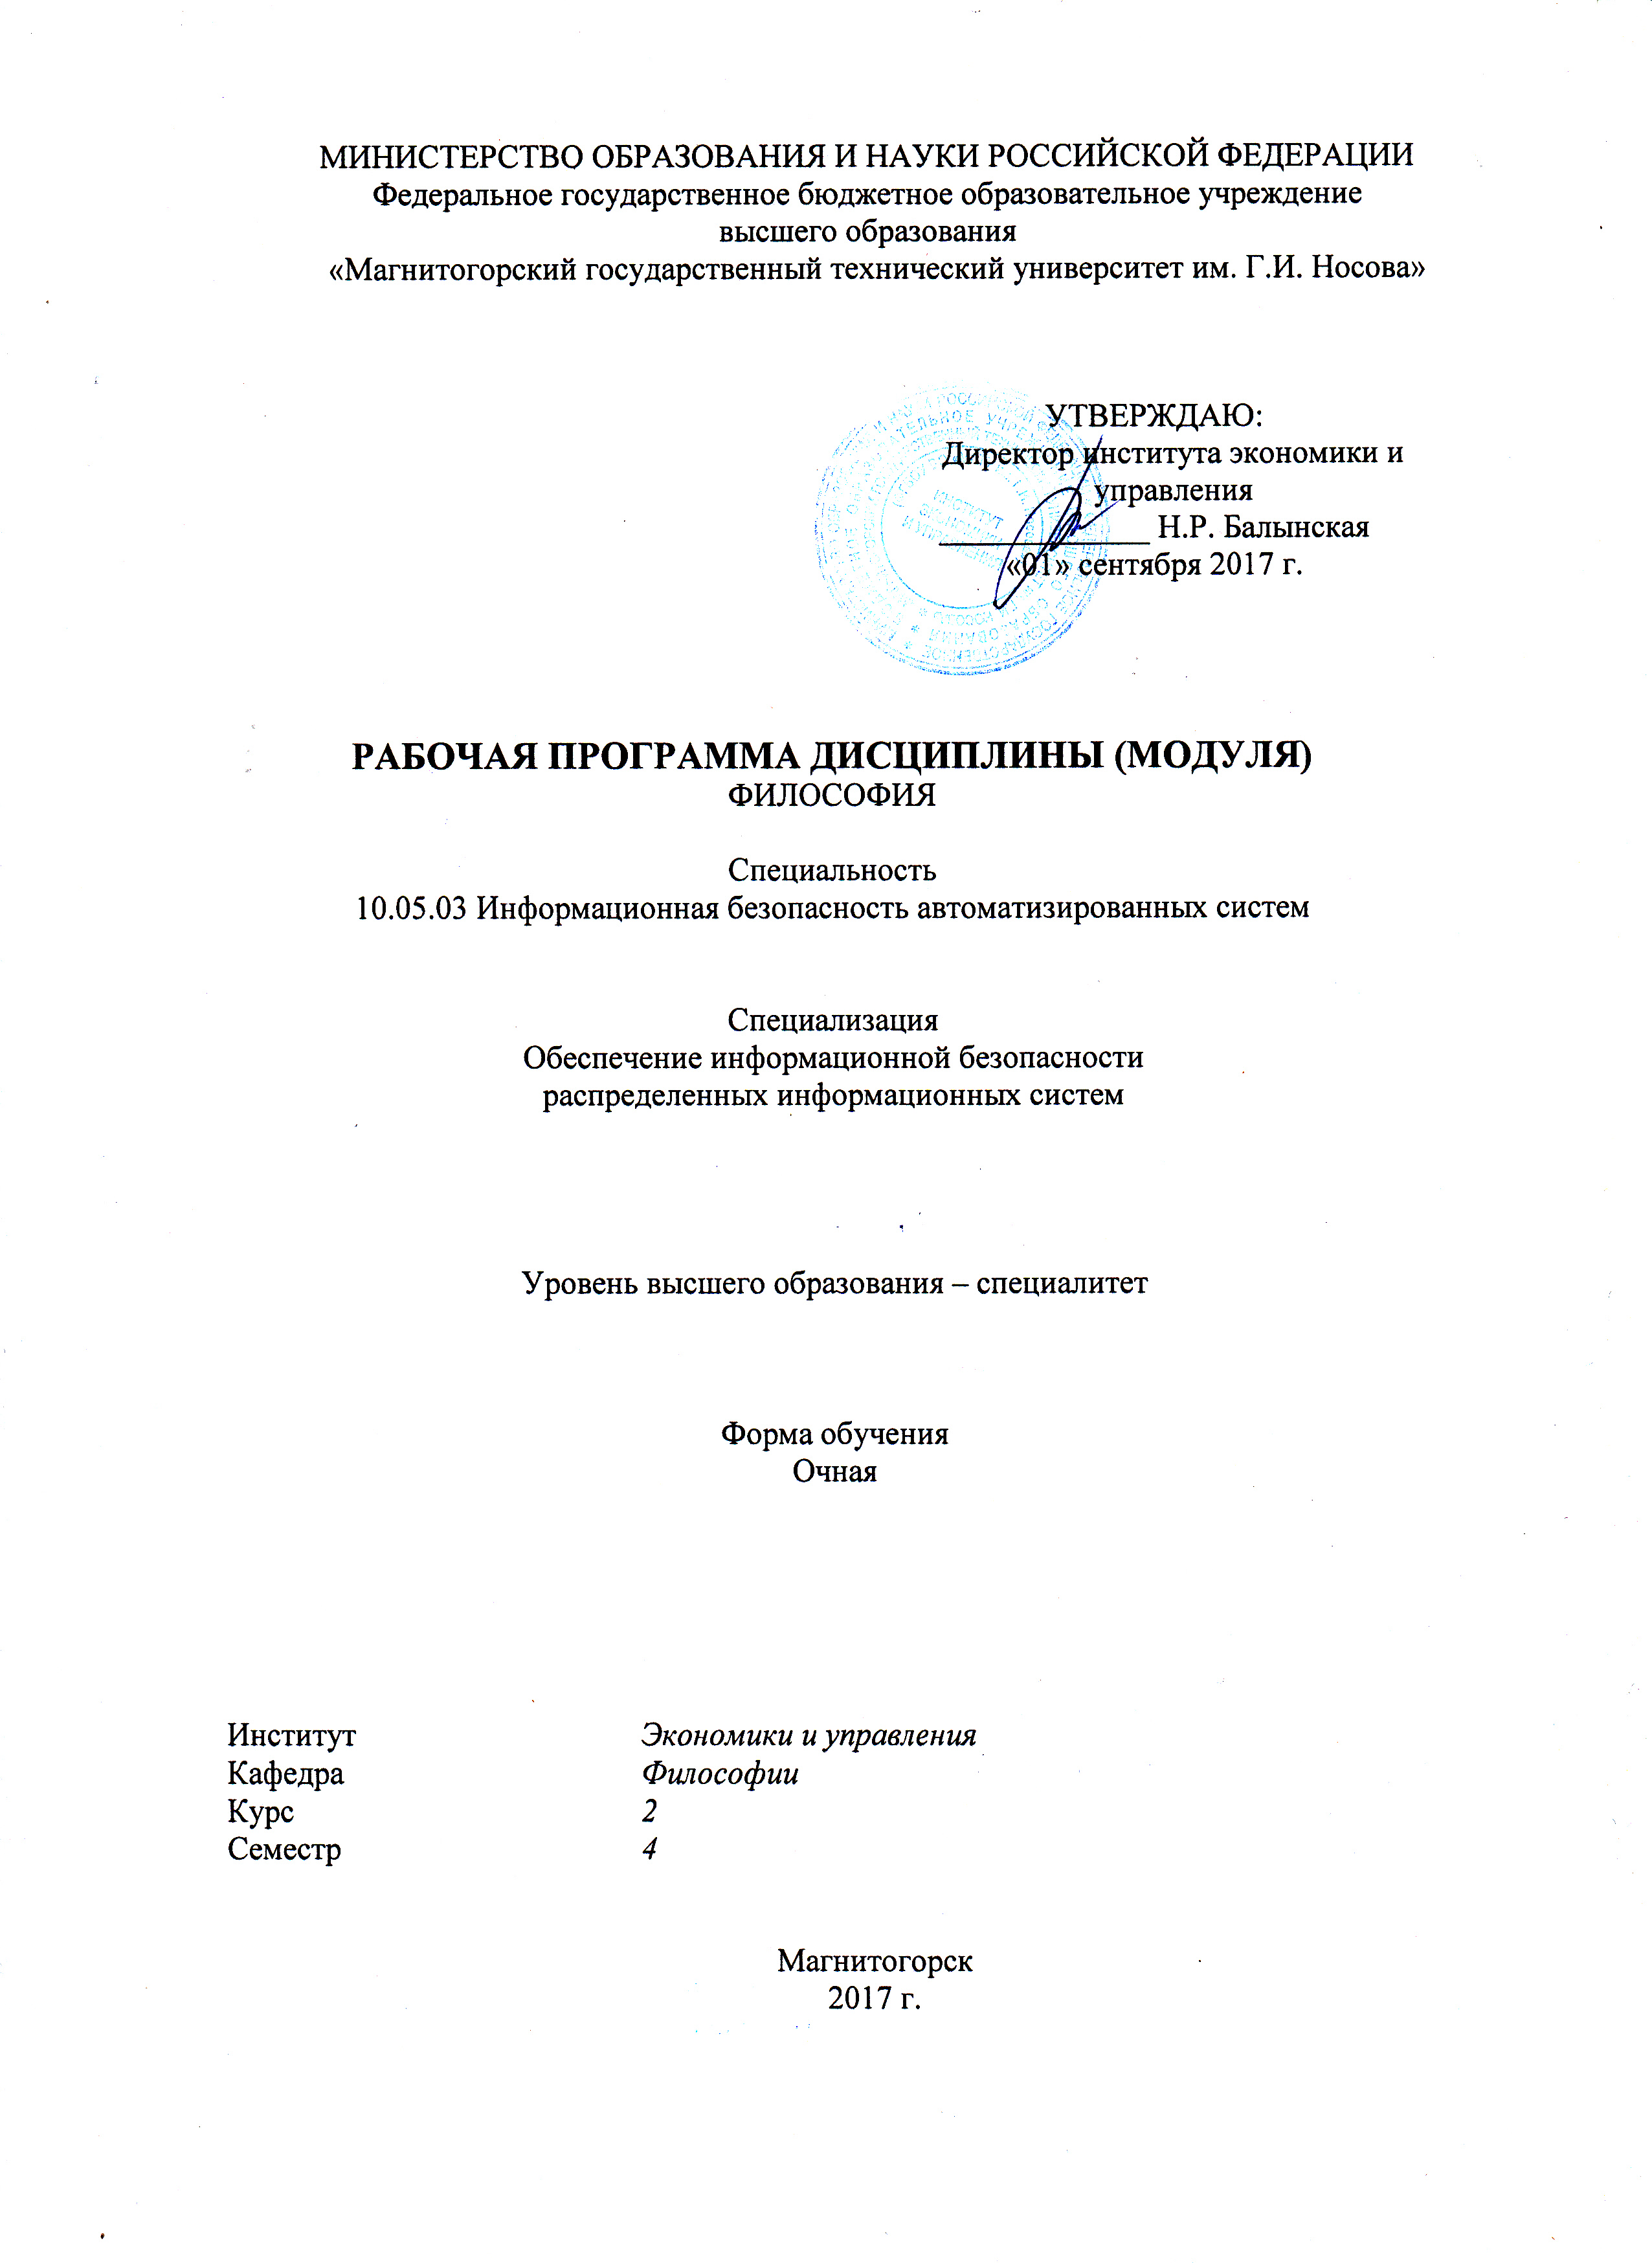 МИНИСТЕРСТВО ОБРАЗОВАНИЯ И НАУКИ РОССИЙСКОЙ ФЕДЕРАЦИИ
Федеральное государственное бюджетное образовательное учреждение
высшего образования
«Магнитогорский государственный технический университет им. Г.И. Носова»
УТВЕРЖДАЮ:
Директор института экономики и
управления
Н.Р. Балынская
«01» сентября 2017 г.
ИНСТИТУТ
ЭКОНОМИКИ
И УПРАВЛЕНИЯ
РАБОЧАЯ ПРОГРАММА ДИСЦИПЛИНЫ (МОДУЛЯ)
ФИЛОСОФИЯ
Специальность
10.05.03 Информационная безопасность автоматизированных систем
Специализация
Обеспечение информационной безопасности
распределенных информационных систем
Уровень высшего образования – специалитет
Форма обучения
Очная
Институт Экономики и управления
Кафедра Философии
Курс 2
Семестр 4
Магнитогорск
2017 г.